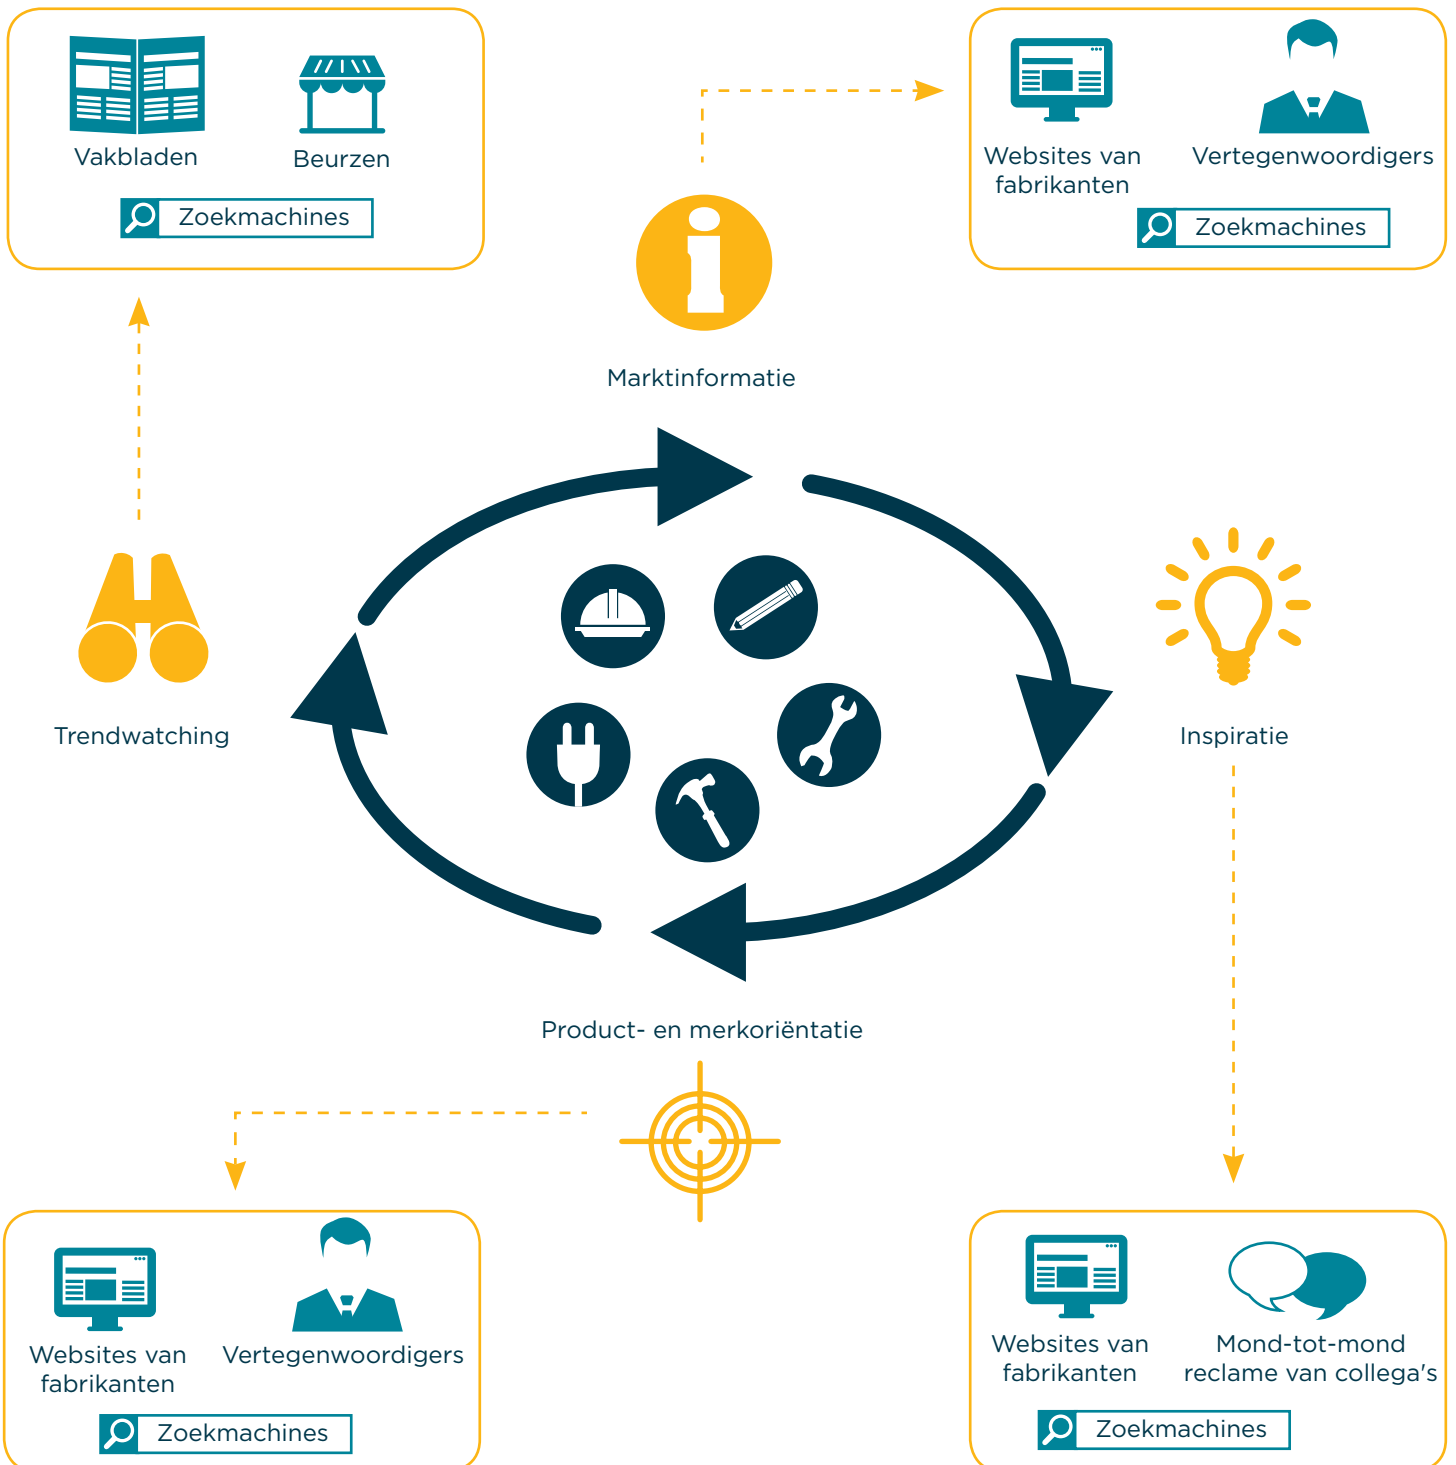 Vakbladen
Beurzen
Zoekmachines
Websites van
fabrikanten
Vertegenwoordigers
Zoekmachines
Marktinformatie
Trendwatching
Inspiratie
Product- en merkoriëntatie
Websites van
fabrikanten
Vertegenwoordigers
Zoekmachines
Websites van
fabrikanten
Mond-tot-mond
reclame van collega's
Zoekmachines